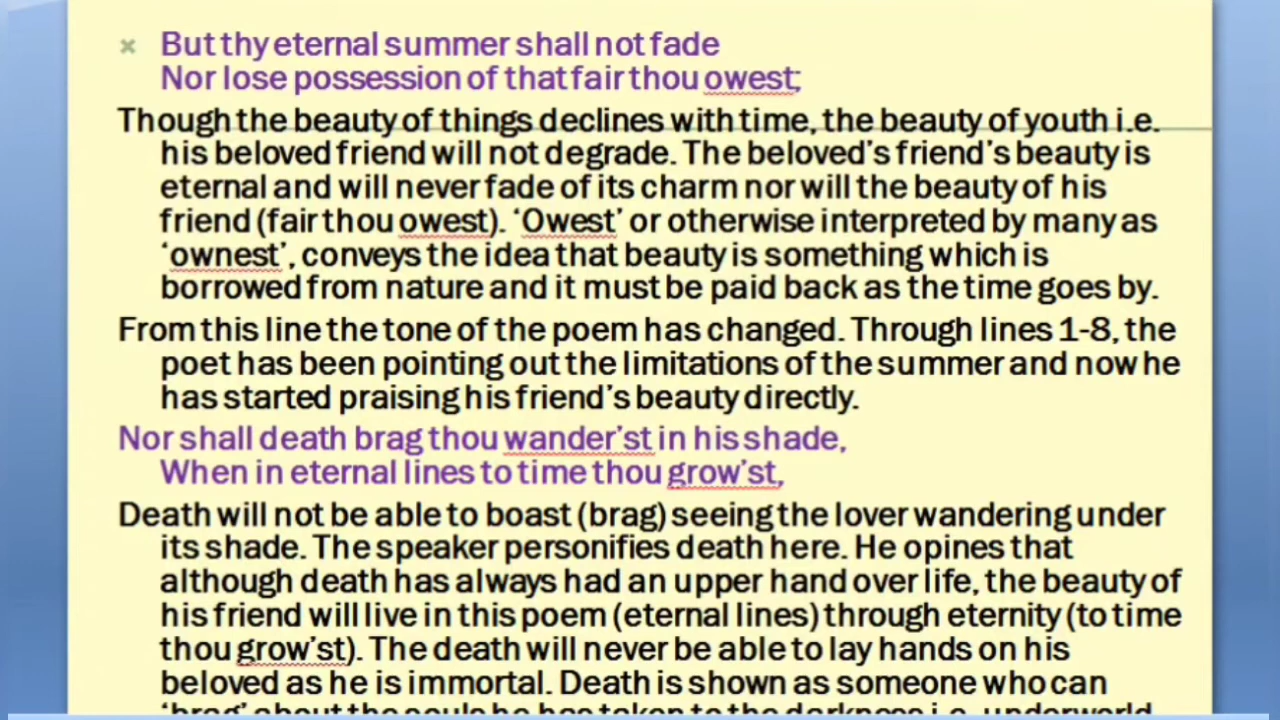 But thy eternal summer shall not fade
Nor lose possession of that fair thou owest;
Though the beauty of things declines with time, the beauty of youth i.e.
his beloved friend will not degrade. The beloved's friend's beauty is
eternal and will never fade of its charm nor will the beauty of his
friend (fair thou owest). ‘Owest’ or otherwise interpreted by many as
‘ownest’, conveys the idea that beauty is something which is
borrowed from nature and it must be paid back as the time goes by.
From this line the tone of the poem has changed. Through lines 1-8, the
poet has been pointing out the limitations of the summer and now he
has started praising his friend's beauty directly.
Nor shall death brag thou wander'st in his shade,
When in eternal lines to time thou grow'st,
Death will not be able to boast (brag) seeing the lover wandering under
its shade. The speaker personifies death here. He opines that
although death has always had an upper hand over life, the beauty of
his friend will live in this poem (eternal lines) through eternity (to time
thou grow'st). The death will never be able to lay hands on his
beloved as he is immortal. Death is shown as someone who can
‘brag’ about the souls he has taken to the darkness i.e. underworld